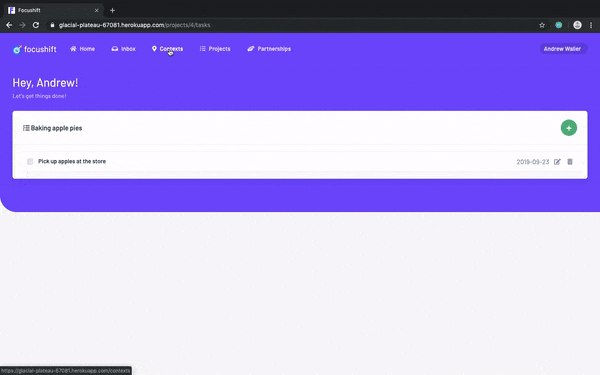 Focushift
glacial-plateau-67081.herokuapp.com/projects/4/tasks
focushift
Home
Inbox
Contexts
Projects
Partnerships
Andrew Waller
Hey, Andrew!
Let's get things done!
Baking apple pies
Pick up apples at the store
2019-09-23
https://glacial-plateau-67081.herokuapp.com/contexts